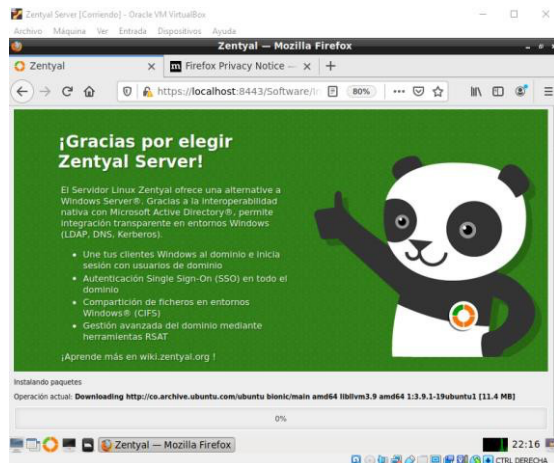 Zentyal Server [Corriendo] - Oracle VM VirtualBox
Archivo Máquina Ver Entrada Dispositivos Ayuda
Zentyal — Mozilla Firefox
Zentyal
Firefox Privacy Notice —
https://localhost:8443/Software/I
80%
¡Gracias por elegir
Zentyal Server!
El Servidor Linux Zentyal ofrece una alternative a
Windows Server®. Gracias a la interoperabilidad
nativa con Microsoft Active Directory®, permite
integración transparente en entornos Windows
(LDAP, DNS, Kerberos).
• Une tus clientes Windows al dominio e inicia
sesión con usuarios de dominio
• Autenticación Single Sign-On (SSO) en todo el
dominio
• Compartición de ficheros en entornos
Windows® (CIFS)
• Gestión avanzada del dominio mediante
herramientas RSAT
¡Aprende más en wiki.zentyal.org !
Instalando paquetes
Operación actual: Downloading http://co.archive.ubuntu.com/ubuntu bionic/main amd64 libllvm3.9 amd64 1:3.9.1-19ubuntu1 [11.4 MB]
0%
Zentyal — Mozilla Firefox
22:16
CTRL DERECHA